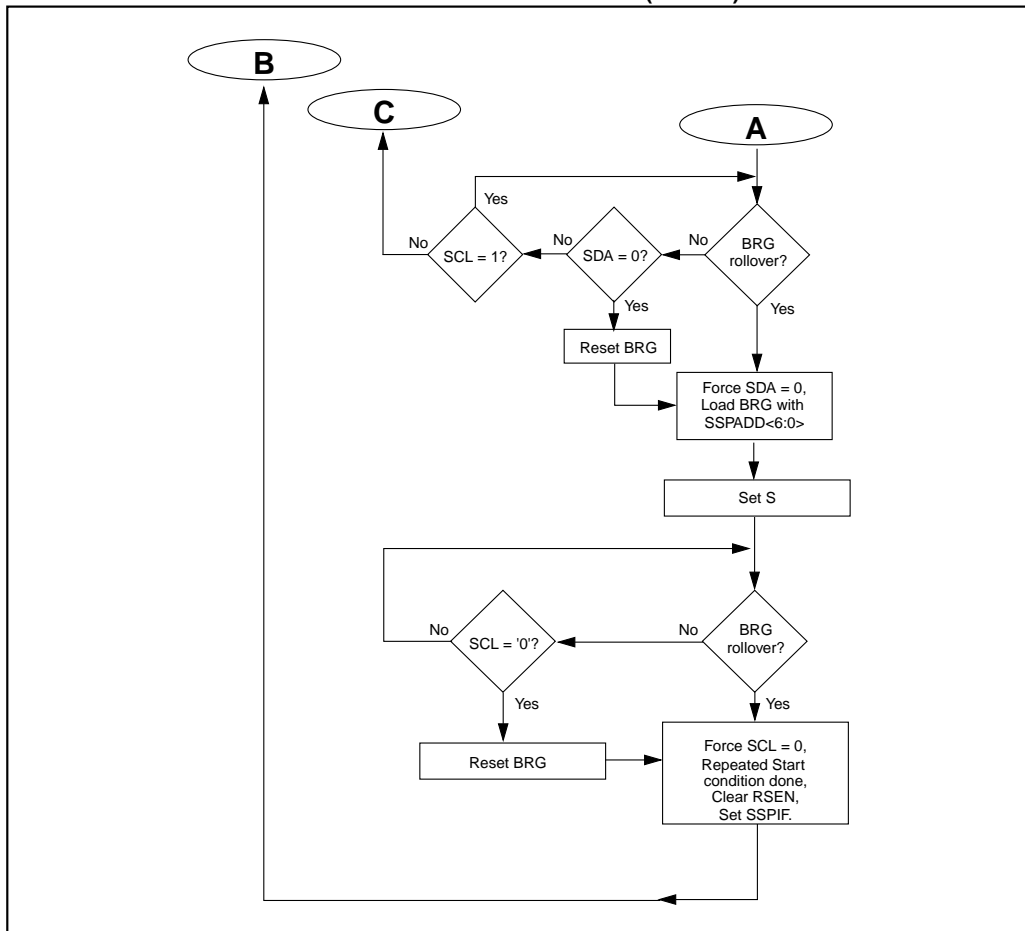 B
C
A
Yes
No
SCL = 1?
No
SDA = 0?
No
BRG
rollover?
Yes
Yes
Reset BRG
Force SDA = 0,
Load BRG with
SSPADD<6:0>
Set S
No
SCL = '0'?
No
BRG
rollover?
Yes
Yes
Reset BRG
Force SCL = 0,
Repeated Start
condition done,
Clear RSEN,
Set SSPIF.